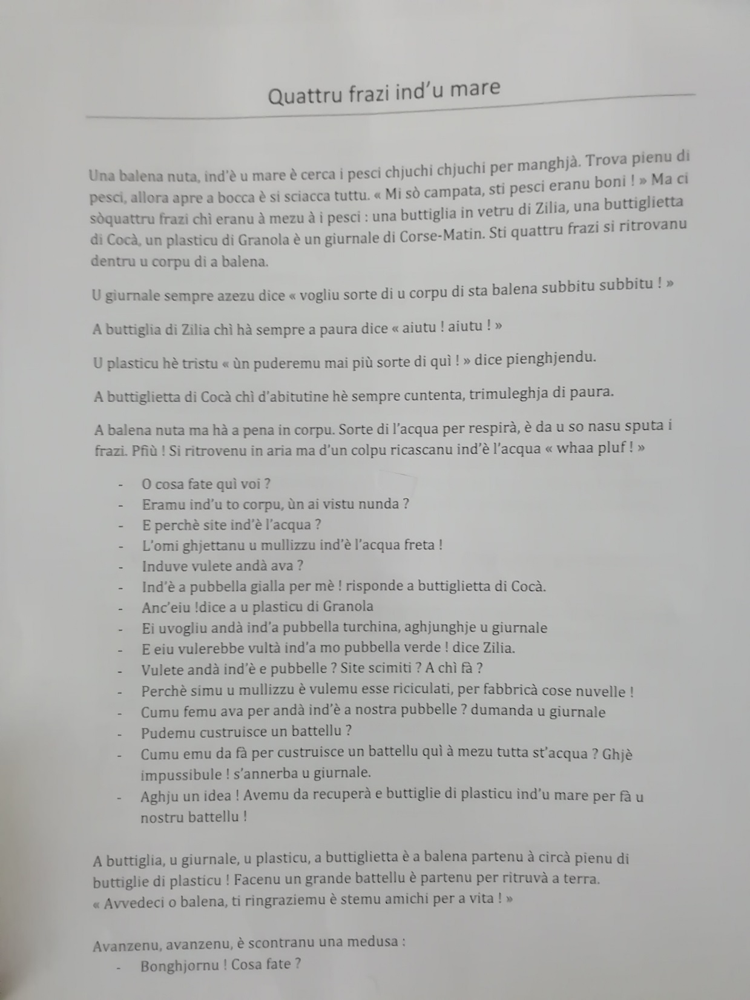 Quattru frazi ind'u mare
Una balena nuta, ind'è u mare è cerca i pesci chjuchi chjuchi per manghjà. Trova pienu di
pesci, allora apre a bocca è si sciacca tuttu. « Mi sò campata, sti pesci eranu boni ! » Ma ci
sòquattru frazi chì eranu à mezu à i pesci : una buttiglia in vetru di Zilia, una buttiglietta
di Cocà, un plasticu di Granola è un giurnale di Corse-Matin. Sti quattru frazi si ritrovanu
dentru u corpu di a balena.
U giurnale sempre azezu dice « vogliu sorte di u corpu di sta balena subbitu subbitu ! »
A buttiglia di Zilia chì hà sempre a paura dice « aiutu ! aiutu ! »
U plasticu hè tristu « ùn puderemu mai più sorte di quì ! » dice pienghjendu.
A buttiglietta di Cocà chì d'abitutine hè sempre cuntenta, trimuleghja di paura.
A balena nuta ma hà a pena in corpu. Sorte di l'acqua per respirà, è da u so nasu sputa i
frazi. Pfiù ! Si ritrovenu in aria ma d'un colpu ricascanu ind'è l'acqua « whaa pluf ! »
- O cosa fate quì voi ?
- Eramu ind'u to corpu, ùn ai vistu nunda ?
- E perchè site ind'è l'acqua ?
- L'omi ghjettanu u mullizzu ind'è l'acqua freta !
- Induve vulete andà ava ?
- Ind'è a pubbella gialla per mè ! risponde a buttiglietta di Cocà.
- Anc'eiu !dice a u plasticu di Granola
- Ei uvogliu andà ind'a pubbella turchina, aghjunghje u giurnale
- E eiu vulerebbe vultà ind'a mo pubbella verde ! dice Zilia.
- Vulete andà ind'è e pubbelle ? Site scimiti ? A chì fà ?
- Perchè simu u mullizzu è vulemu esse riciculati, per fabbricà cose nuvelle !
- Cumu femu ava per andà ind'è a nostra pubbelle ? dumanda u giurnale
- Pudemu custruisce un battellu ?
- Cumu emu da fà per custruisce un battellu quì à mezu tutta st'acqua ? Ghjè
impussibule ! s'annerba u giurnale.
- Aghju un idea ! Avemu da recuperà e buttiglie di plasticu ind'u mare per fà u
nostru battellu !
A buttiglia, u giurnale, u plasticu, a buttiglietta è a balena partenu à circà pienu di
buttiglie di plasticu ! Facenu un grande battellu è partenu per ritruvà a terra.
« Avvedeci o balena, ti ringraziemu è stemu amichi per a vita ! »
Avanzenu, avanzenu, è scontranu una medusa :
- Bonghjornu ! Cosa fate ?